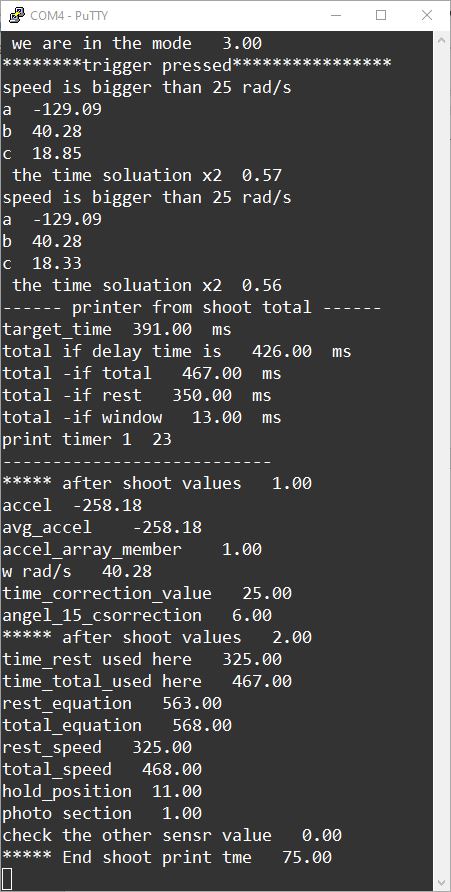 COM4 - PuTTY
we are in the mode   3.00
********trigger pressed****************
speed is bigger than 25 rad/s
a  -129.09
b  40.28
c  18.85
 the time soluation x2  0.57
speed is bigger than 25 rad/s
a  -129.09
b  40.28
c  18.33
 the time soluation x2  0.56
------ printer from shoot total ------
target_time  391.00  ms
total if delay time is   426.00  ms
total -if total   467.00  ms
total -if rest   350.00  ms
total -if window   13.00  ms
print timer 1  23
---------------------------
***** after shoot values   1.00
accel  -258.18
avg_accel    -258.18
accel_array_member    1.00
w rad/s   40.28
time_correction_value   25.00
angel_15_csorrection   6.00
***** after shoot values   2.00
time_rest used here   325.00
time_total_used here   467.00
rest_equation   563.00
total_equation   568.00
rest_speed   325.00
total_speed   468.00
hold_position  11.00
photo section   1.00
check the other sensr value   0.00
***** End shoot print tme   75.00